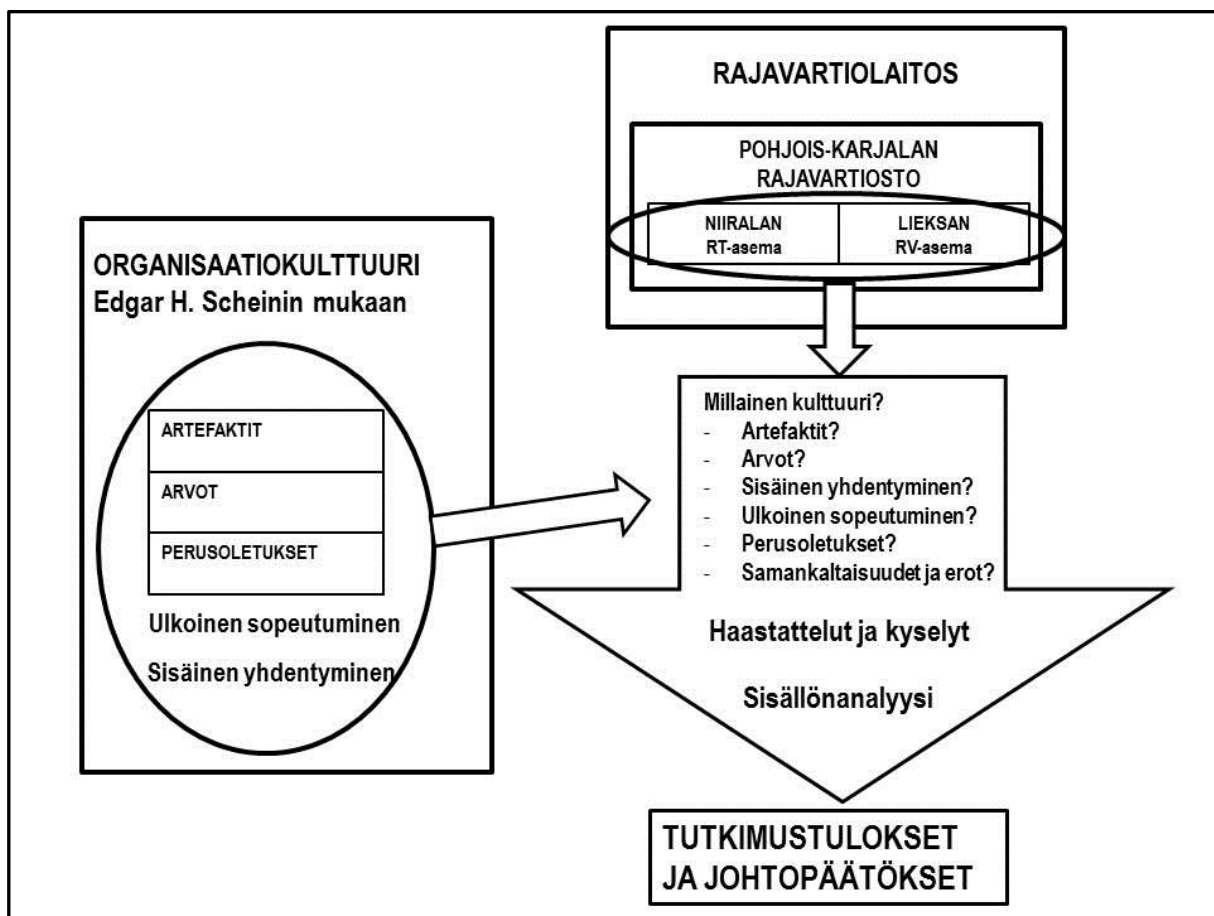 RAJAVARTIOLAITOS
POHJOIS-KARJALAN
RAJAVARTIOSTO
NIIRALAN
RT-asema
LIEKSAN
RV-asema
ORGANISAATIOKULTTUURI
Edgar H. Scheinin mukaan
ARTEFAKTIT
ARVOT
PERUSOLETUKSET
Ulkoinen sopeutuminen
Sisäinen yhdentyminen
Millainen kulttuuri?
- Artefaktit?
- Arvot?
- Sisäinen yhdentyminen?
- Ulkoinen sopeutuminen?
- Perusoletukset?
- Samankaltaisuudet ja erot?
Haastattelut ja kyselyt
Sisällönanalyysi
TUTKIMUSTULOKSET
JA JOHTOPÄÄTÖKSET